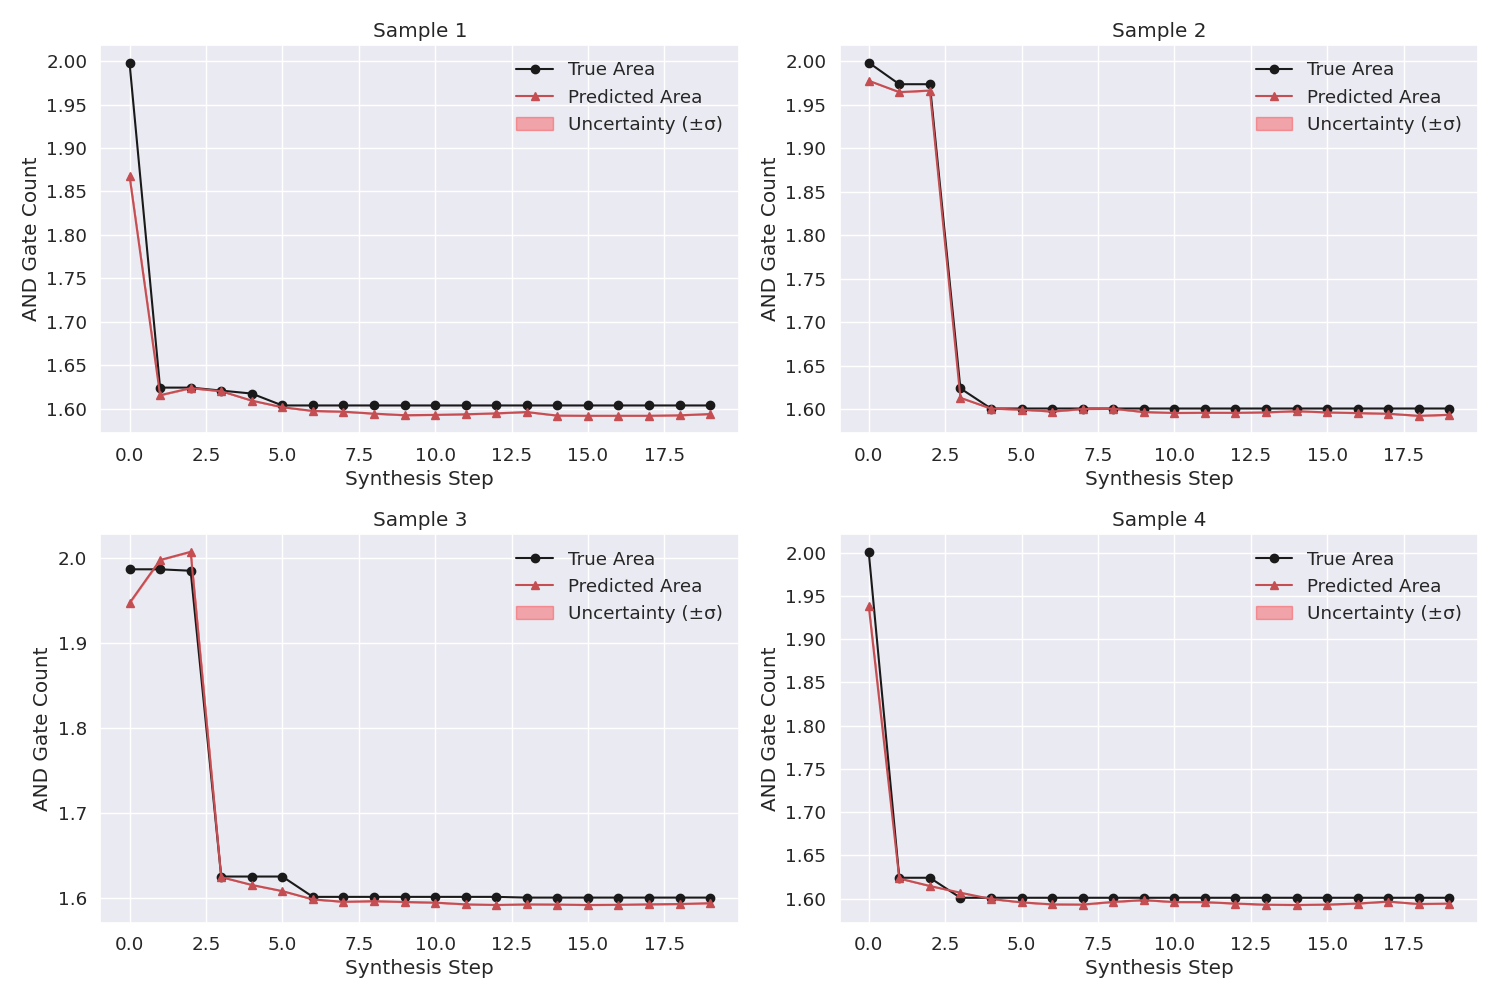 Sample 1
AND Gate Count
2.00
1.95
1.90
1.85
1.80
1.75
1.70
1.65
1.60
True Area
Predicted Area
Uncertainty (±σ)
0.0 2.5 5.0 7.5 10.0 12.5 15.0 17.5
Synthesis Step
Sample 2
AND Gate Count
2.00
1.95
1.90
1.85
1.80
1.75
1.70
1.65
1.60
True Area
Predicted Area
Uncertainty (±σ)
0.0 2.5 5.0 7.5 10.0 12.5 15.0 17.5
Synthesis Step
Sample 3
AND Gate Count
2.0
1.9
1.8
1.7
1.6
True Area
Predicted Area
Uncertainty (±σ)
0.0 2.5 5.0 7.5 10.0 12.5 15.0 17.5
Synthesis Step
Sample 4
AND Gate Count
2.00
1.95
1.90
1.85
1.80
1.75
1.70
1.65
1.60
True Area
Predicted Area
Uncertainty (±σ)
0.0 2.5 5.0 7.5 10.0 12.5 15.0 17.5
Synthesis Step